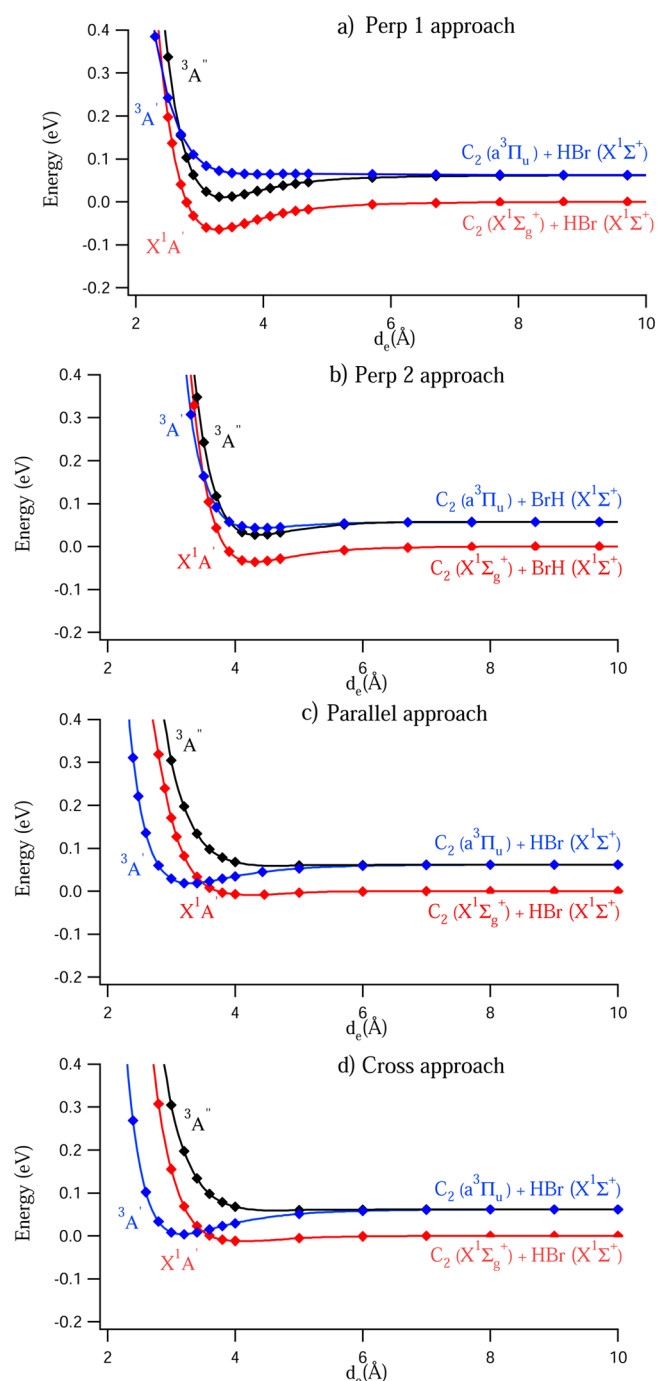 a) Perp 1 approach
0.4
0.3
0.2
0.1
0.0
-0.1
-0.2
Energy (eV)
³A''
³A'
X¹A'
C₂ (a³Πᵤ) + HBr (X¹Σ⁺)
C₂ (X¹Σg⁺) + HBr (X¹Σ⁺)
2 4 6 8 10
dₑ(Å)
b) Perp 2 approach
0.4
0.3
0.2
0.1
0.0
-0.1
-0.2
Energy (eV)
³A'
³A''
X¹A'
C₂ (a³Πᵤ) + BrH (X¹Σ⁺)
C₂ (X¹Σg⁺) + BrH (X¹Σ⁺)
2 4 6 8 10
dₑ(Å)
c) Parallel approach
0.4
0.3
0.2
0.1
0.0
-0.1
-0.2
Energy (eV)
³A''
³A'
X¹A'
C₂ (a³Πᵤ) + HBr (X¹Σ⁺)
C₂ (X¹Σg⁺) + HBr (X¹Σ⁺)
2 4 6 8 10
dₑ(Å)
d) Cross approach
0.4
0.3
0.2
0.1
0.0
-0.1
-0.2
Energy (eV)
³A''
³A'
X¹A'
C₂ (a³Πᵤ) + HBr (X¹Σ⁺)
C₂ (X¹Σg⁺) + HBr (X¹Σ⁺)
2 4 6 8 10
dₑ(Å)